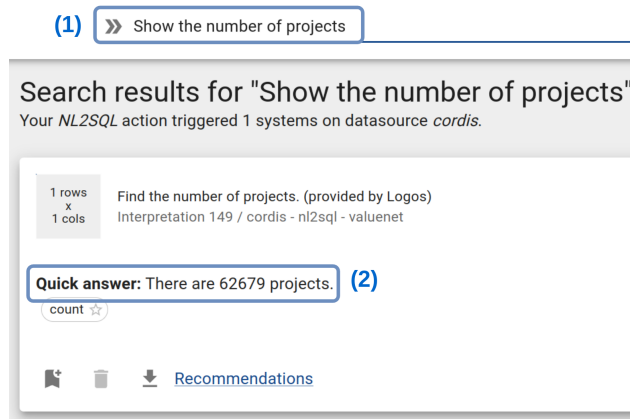 (1) Show the number of projects
Search results for "Show the number of projects"
Your NL2SQL action triggered 1 systems on datasource cordis.
1 rows
x
1 cols
Find the number of projects. (provided by Logos)
Interpretation 149 / cordis - nl2sql - valuenet
Quick answer: There are 62679 projects. (2)
count
Recommendations